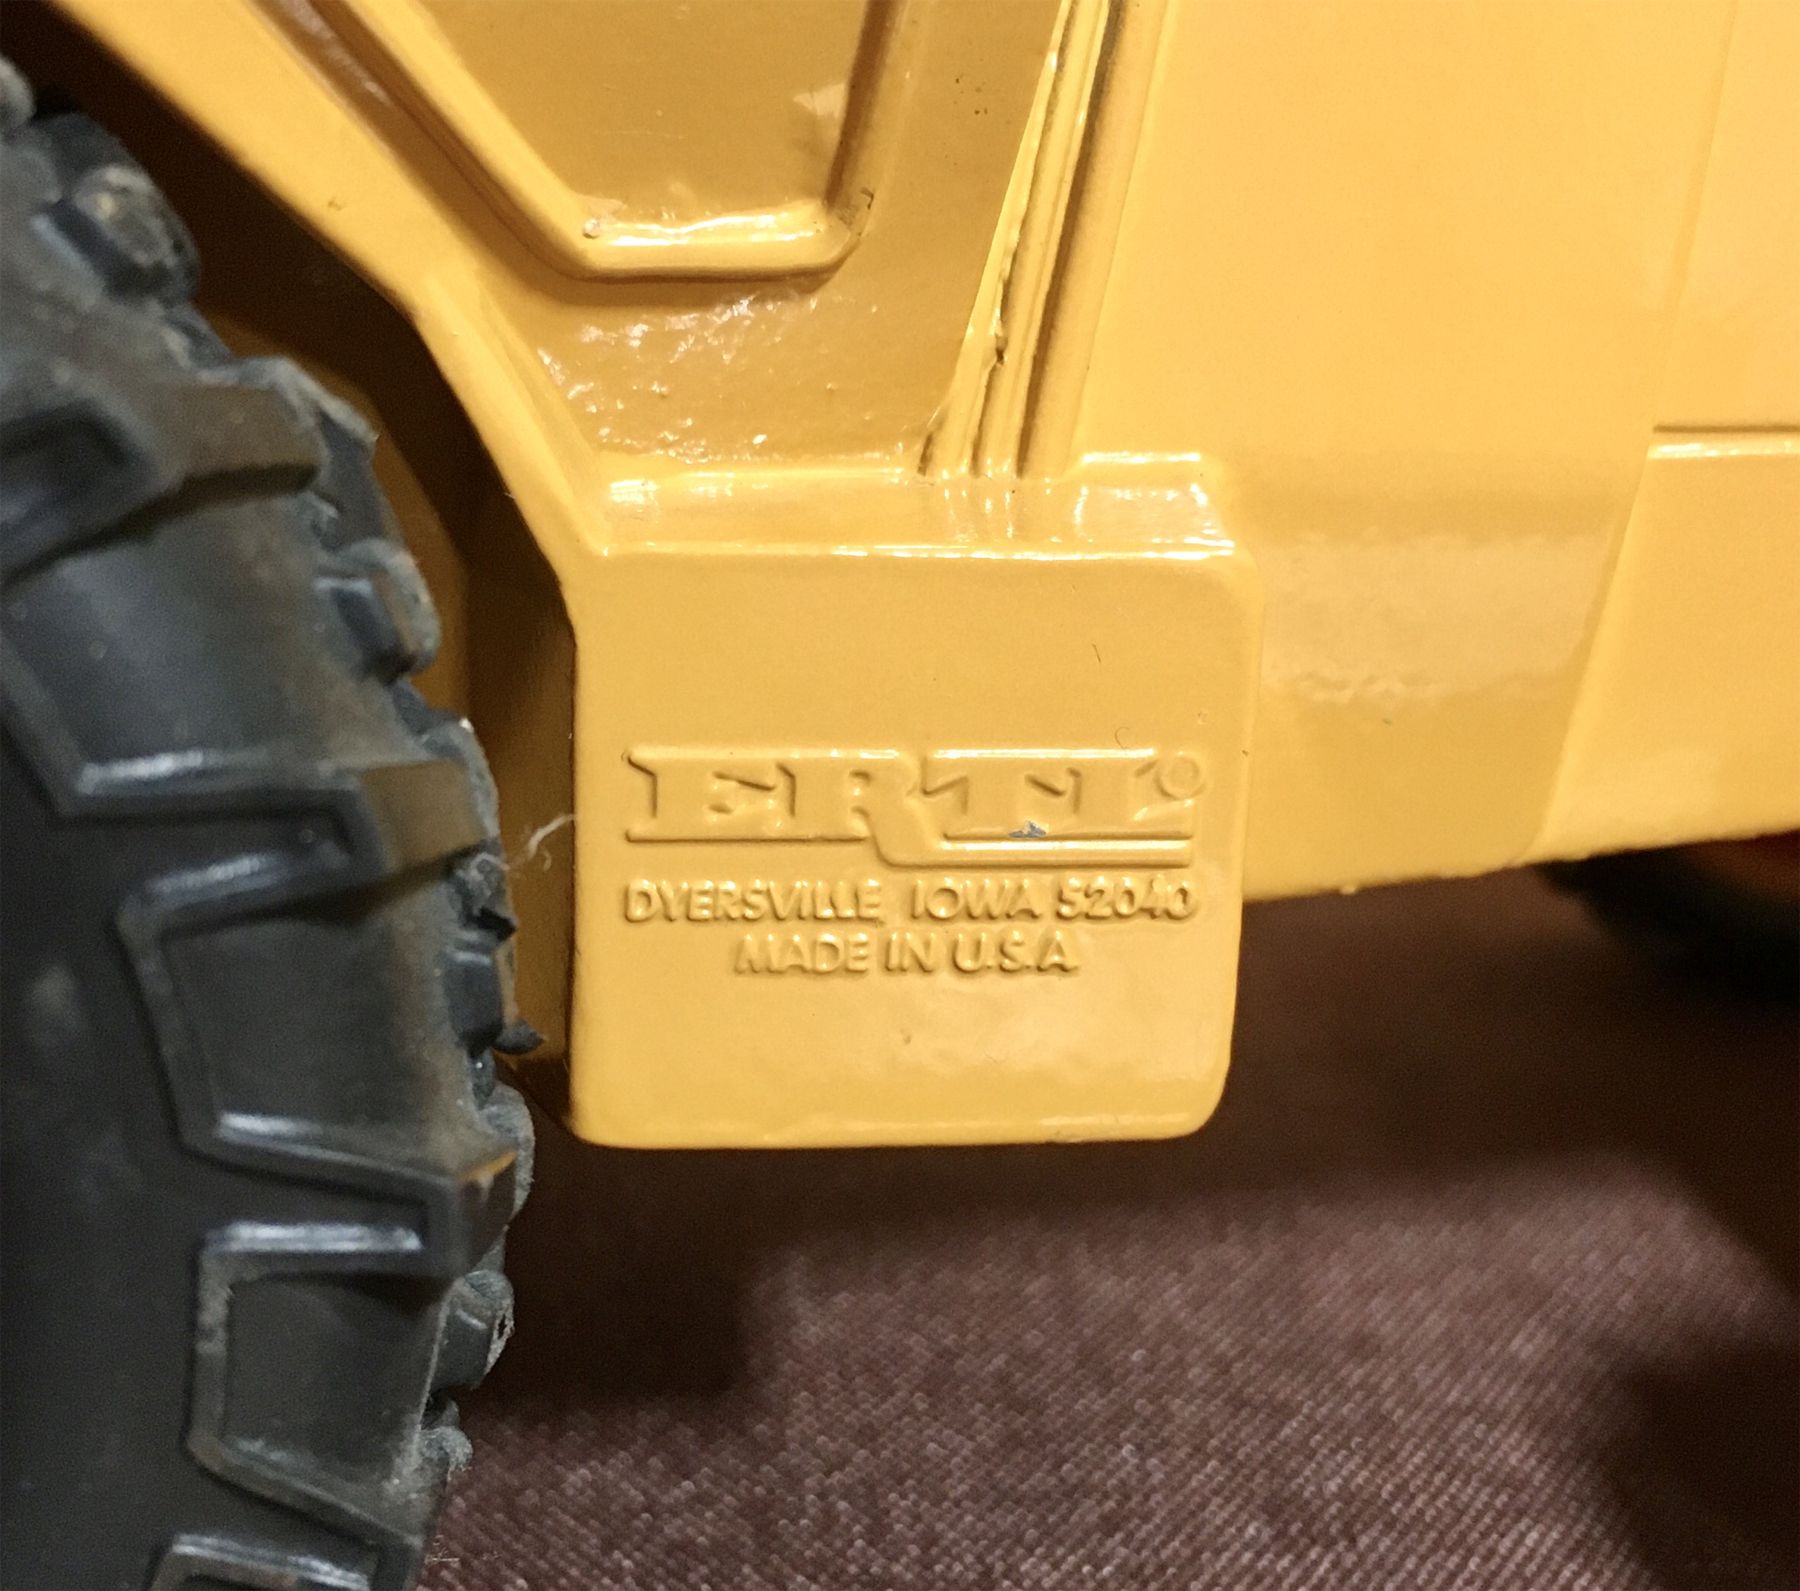 ERTL®
DYERSVILLE, IOWA 52040
MADE IN U.S.A.